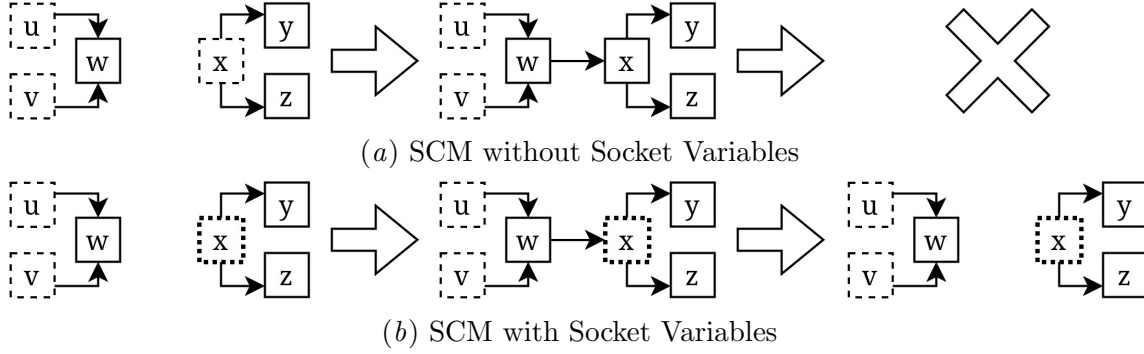 u y u y
w x w x
v z v z
(a) SCM without Socket Variables
u y u y u y
w x w x w x
v z v z v z
(b) SCM with Socket Variables